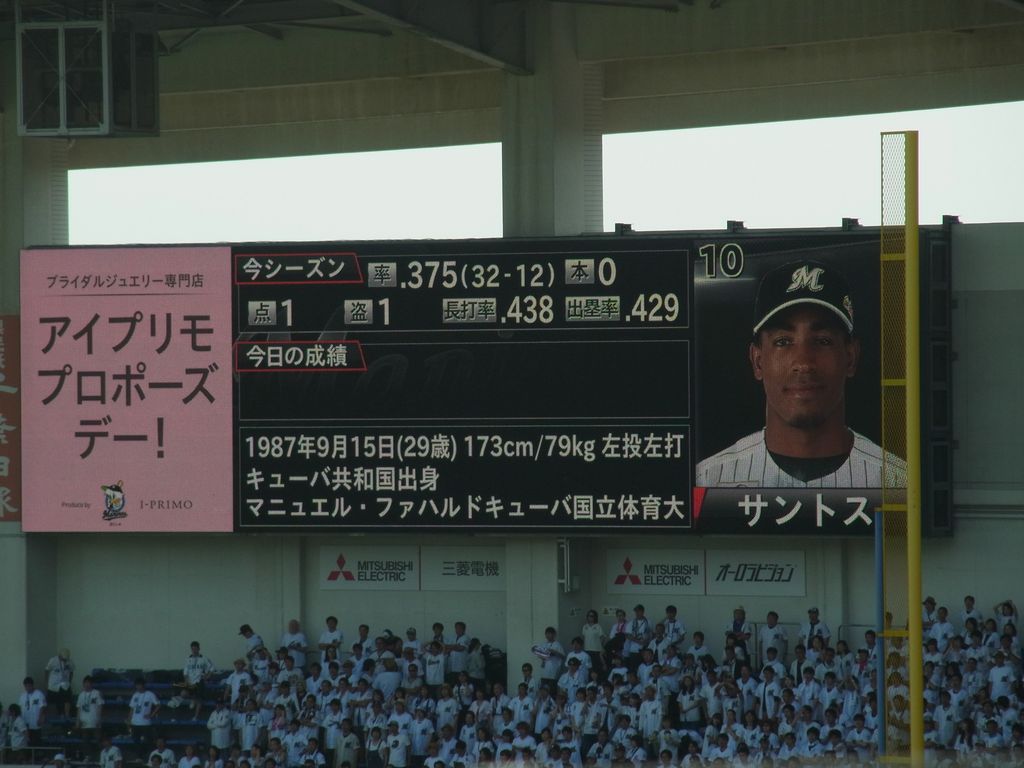 ブライダルジュエリー専門店
アイプリモ
プロポーズ
デー！
Produce by
I-PRIMO
今シーズン 率 .375(32-12) 本 0
点 1 盗 1 長打率 .438 出塁率 .429
今日の成績
1987年9月15日(29歳) 173cm/79kg 左投左打
キューバ共和国出身
マニュエル・ファハルドキューバ国立体育大
10
M
サントス
MITSUBISHI
ELECTRIC
三菱電機
MITSUBISHI
ELECTRIC
オーロラビジョン